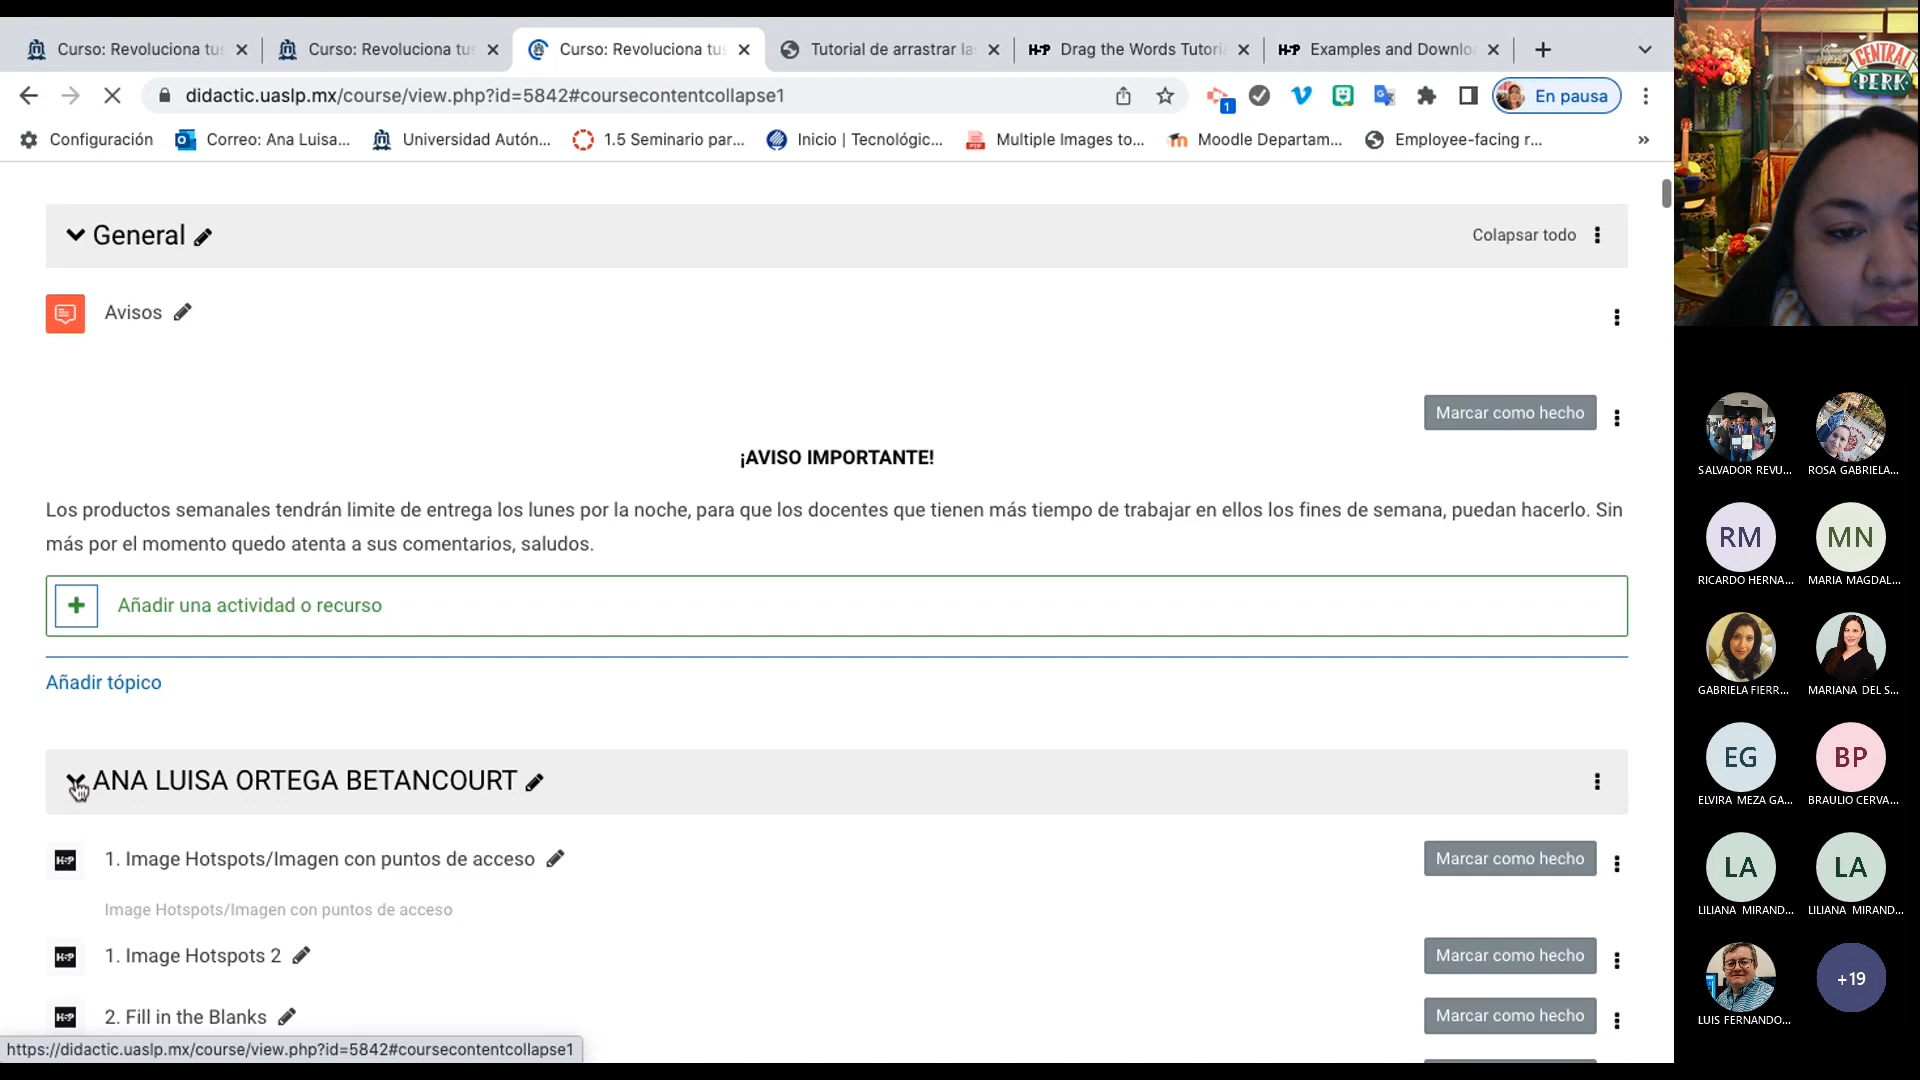 Curso: Revoluciona tus
Curso: Revoluciona tus
Curso: Revoluciona tus
Tutorial de arrastrar la
H-P Drag the Words Tutori
H-P Examples and Downlo
didactic.uaslp.mx/course/view.php?id=5842#coursecontentcollapse1
1
En pausa
Configuración
Correo: Ana Luisa...
Universidad Autón...
1.5 Seminario par...
Inicio | Tecnológic...
Multiple Images to...
Moodle Departam...
Employee-facing r...
»
General
Colapsar todo
Avisos
Marcar como hecho
¡AVISO IMPORTANTE!
Los productos semanales tendrán limite de entrega los lunes por la noche, para que los docentes que tienen más tiempo de trabajar en ellos los fines de semana, puedan hacerlo. Sin
más por el momento quedo atenta a sus comentarios, saludos.
Añadir una actividad o recurso
Añadir tópico
ANA LUISA ORTEGA BETANCOURT
H-P 1. Image Hotspots/Imagen con puntos de acceso
Marcar como hecho
Image Hotspots/Imagen con puntos de acceso
H-P 1. Image Hotspots 2
Marcar como hecho
H-P 2. Fill in the Blanks
Marcar como hecho
https://didactic.uaslp.mx/course/view.php?id=5842#coursecontentcollapse1
CENTRAL
PERK
SALVADOR REVU...
ROSA GABRIELA...
RM
MN
RICARDO HERNA...
MARIA MAGDAL...
GABRIELA FIERR...
MARIANA DEL S...
EG
BP
ELVIRA MEZA GA...
BRAULIO CERVA...
LA
LA
LILIANA MIRAND...
LILIANA MIRAND...
+19
LUIS FERNANDO...